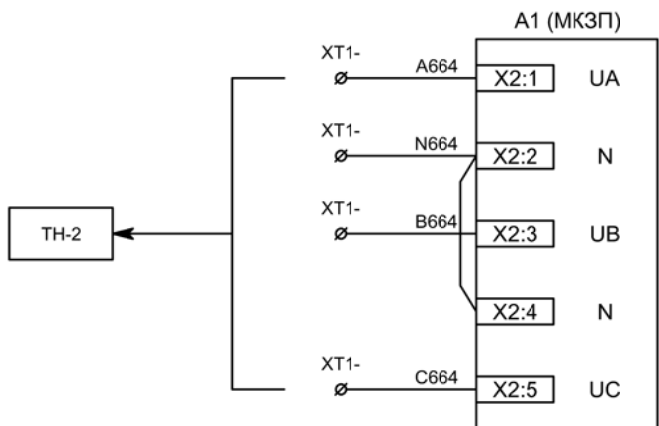 A1 (МКЗП)
XT1- A664 X2:1 UA
XT1- N664 X2:2 N
ТН-2
XT1- B664 X2:3 UB
X2:4 N
XT1- C664 X2:5 UC